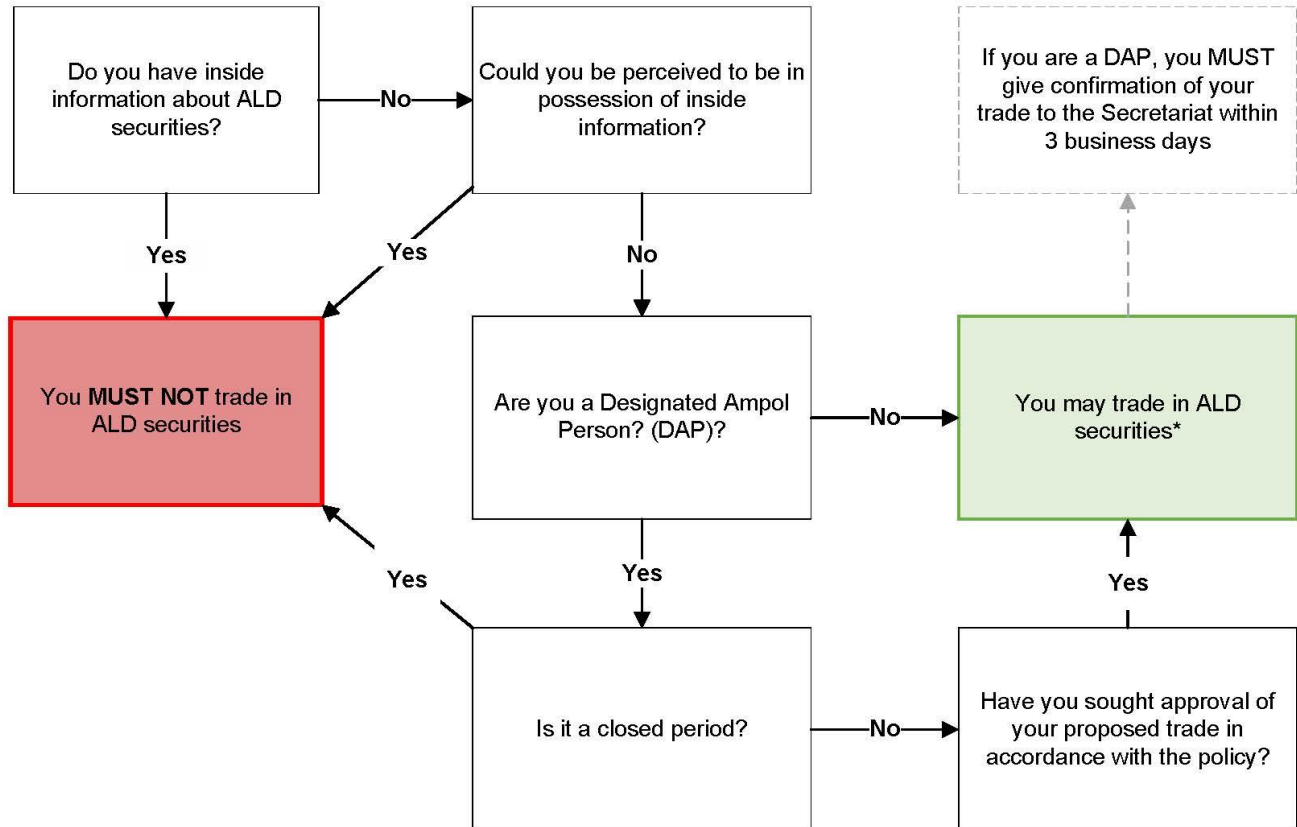 Do you have inside
information about ALD
securities?
No
Could you be perceived to be in
possession of inside
information?
If you are a DAP, you MUST
give confirmation of your
trade to the Secretariat within
3 business days
Yes
Yes
No
You MUST NOT trade in
ALD securities
Are you a Designated Ampol
Person? (DAP)?
No
You may trade in ALD
securities*
Yes
Yes
Yes
Is it a closed period?
No
Have you sought approval of
your proposed trade in
accordance with the policy?